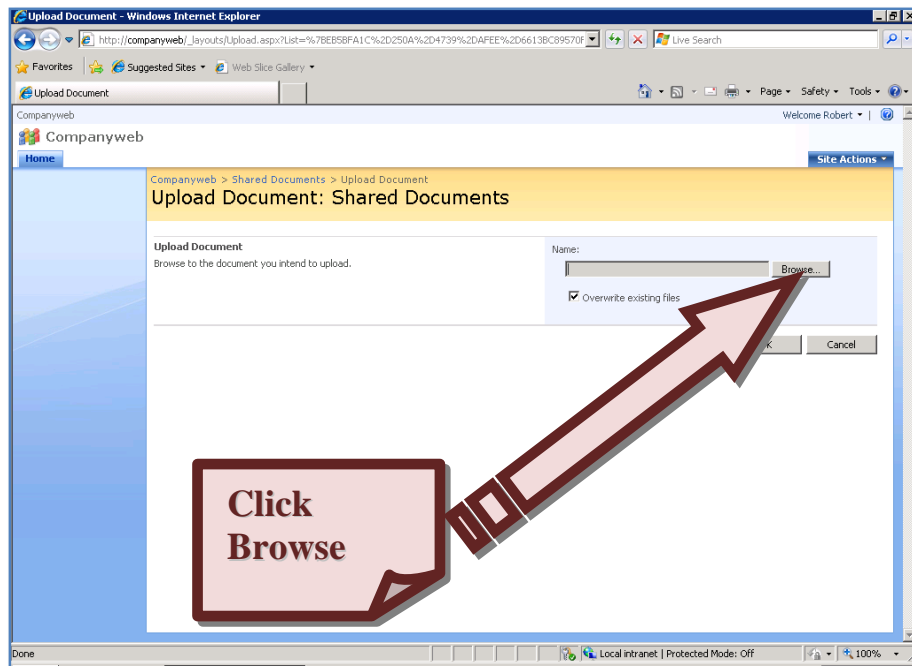 Upload Document - Windows Internet Explorer
http://companyweb/_layouts/Upload.aspx?List=%7BEB5BFA1C%2D250A%2D4739%2DAFEE%2D6613BC89570F
Live Search
Favorites Suggested Sites Web Slice Gallery
Upload Document Page Safety Tools
Companyweb Welcome Robert
Companyweb
Home Site Actions
Companyweb > Shared Documents > Upload Document
Upload Document: Shared Documents
Upload Document
Browse to the document you intend to upload.
Name:
Browse...
Overwrite existing files
Cancel
Click
Browse
Done Local intranet | Protected Mode: Off 100%